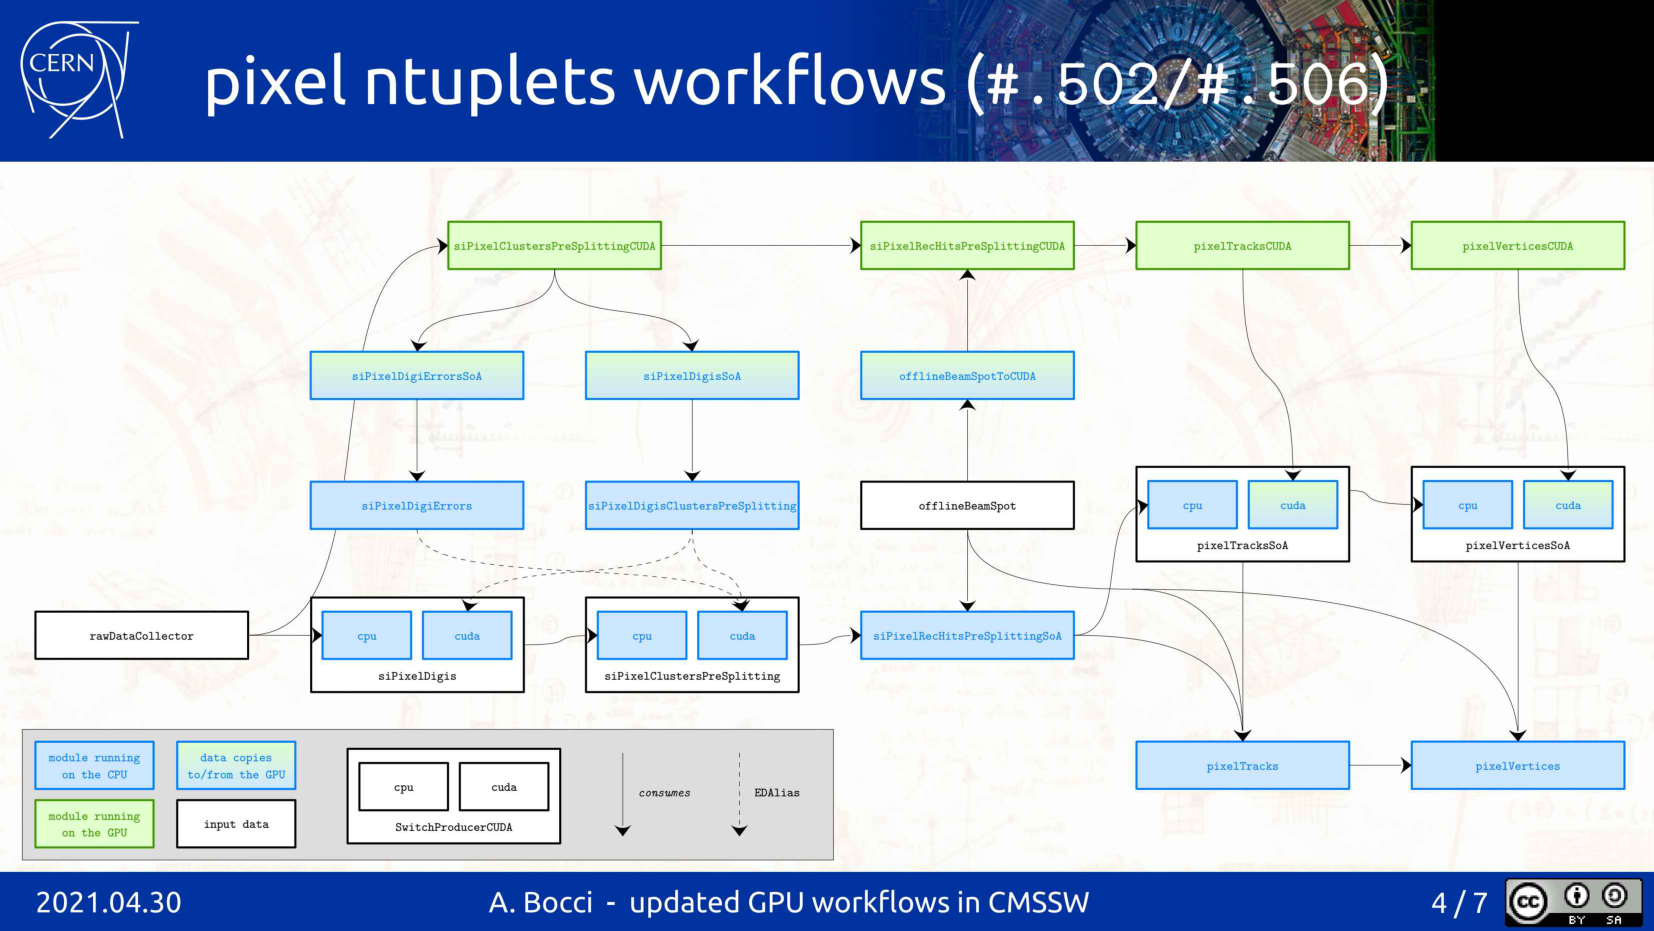 CERN
pixel ntuplets workflows (#.502/#.506)
siPixelClustersPreSplittingCUDA
siPixelRecHitsPreSplittingCUDA
pixelTracksCUDA
pixelVerticesCUDA
siPixelDigiErrorsSoA
siPixelDigisSoA
offlineBeamSpotToCUDA
siPixelDigiErrors
siPixelDigisClustersPreSplitting
offlineBeamSpot
cpu
cuda
pixelTracksSoA
cpu
cuda
pixelVerticesSoA
rawDataCollector
cpu
cuda
siPixelDigis
cpu
cuda
siPixelClustersPreSplitting
siPixelRecHitsPreSplittingSoA
pixelTracks
pixelVertices
module running
on the CPU
data copies
to/from the GPU
module running
on the GPU
input data
cpu
cuda
SwitchProducerCUDA
consumes
EDAlias
2021.04.30
A. Bocci - updated GPU workflows in CMSSW
4 / 7
cc
BY SA